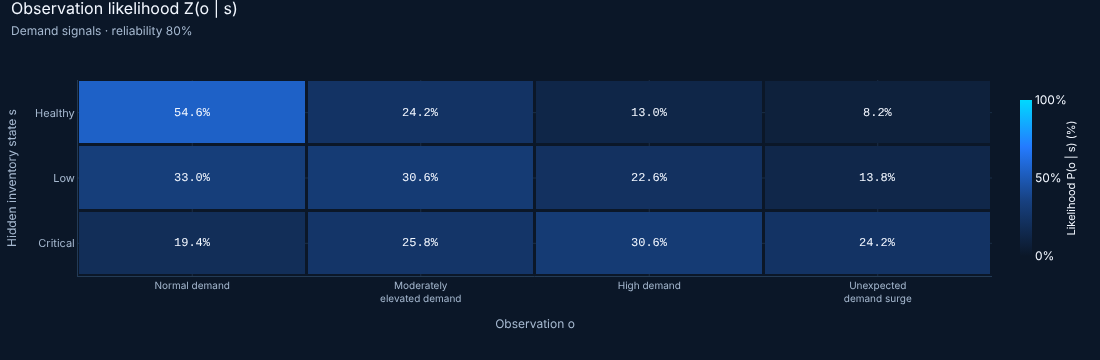 Observation likelihood Z(o | s)
Demand signals · reliability 80%
Hidden inventory state s
Healthy
54.6%
24.2%
13.0%
8.2%
Low
33.0%
30.6%
22.6%
13.8%
Critical
19.4%
25.8%
30.6%
24.2%
Normal demand
Moderately
elevated demand
High demand
Unexpected
demand surge
Observation o
100%
50%
0%
Likelihood P(o | s) (%)